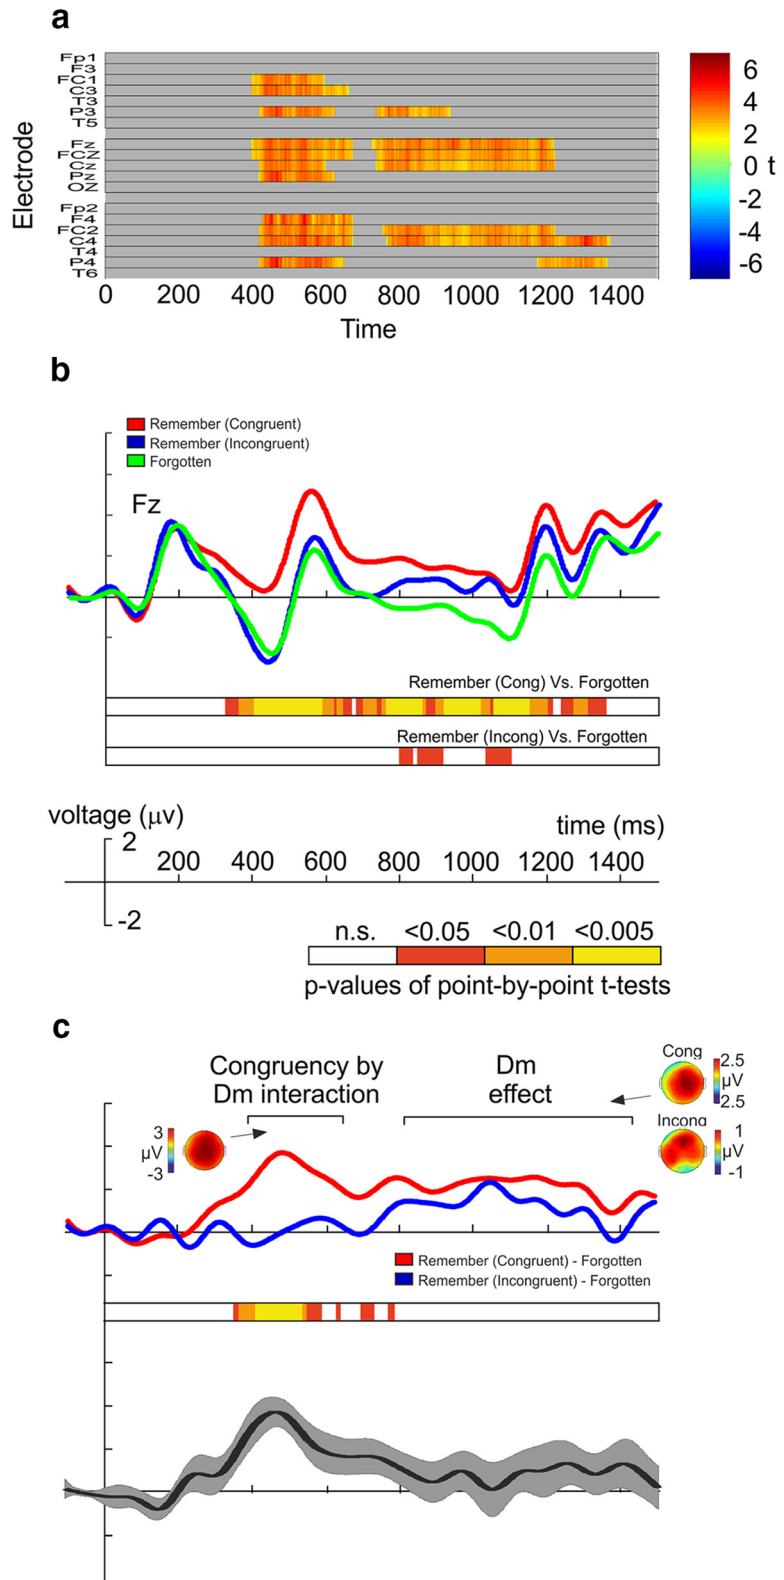 a
Fp1
F3
FC1
C3
T3
P3
T5
Fz
FCZ
Cz
Pz
OZ
Fp2
F4
FC2
C4
T4
P4
T6
Electrode
0 200 400 600 800 1000 1200 1400
Time
6
4
2
0 t
-2
-4
-6
b
Remember (Congruent)
Remember (Incongruent)
Forgotten
Fz
Remember (Cong) Vs. Forgotten
Remember (Incong) Vs. Forgotten
voltage (μv)
time (ms)
2
200 400 600 800 1000 1200 1400
-2
n.s. <0.05 <0.01 <0.005
p-values of point-by-point t-tests
c
Congruency by
Dm interaction
Dm
effect
Cong
2.5
μV
2.5
Incong
1
μV
-1
3
μV
-3
Remember (Congruent) - Forgotten
Remember (Incongruent) - Forgotten